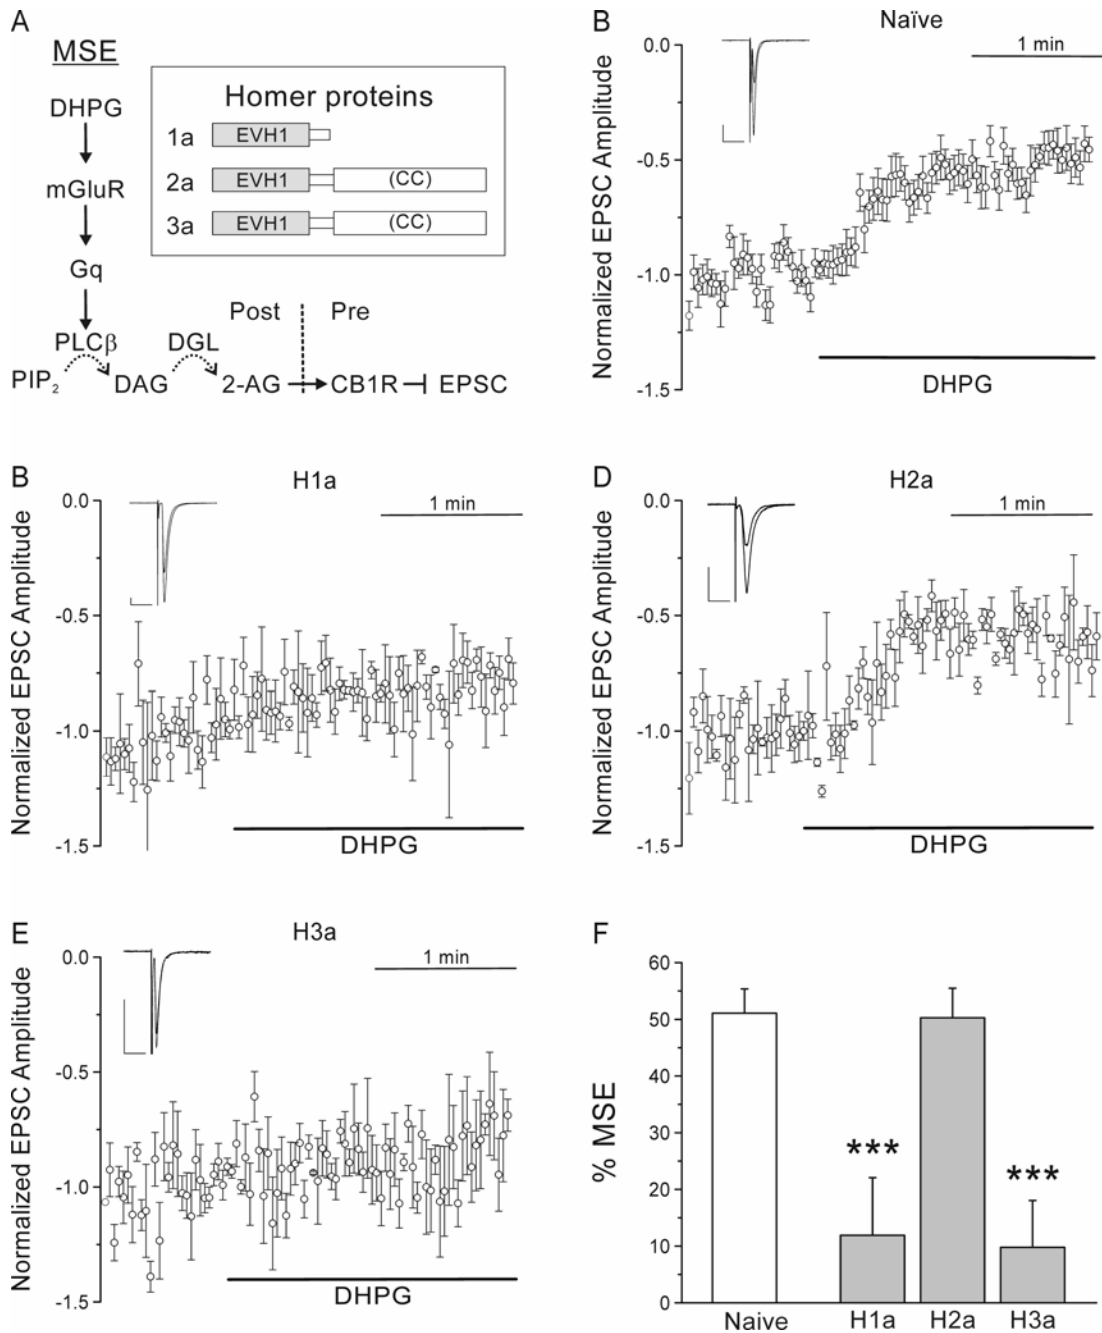 A
MSE
DHPG
mGluR
Gq
PLCβ
DGL
Post
Pre
PIP2
DAG
2-AG
CB1R
EPSC
Homer proteins
1a
EVH1
2a
EVH1
(CC)
3a
EVH1
(CC)
B
Naïve
1 min
Normalized EPSC Amplitude
0.0
-0.5
-1.0
-1.5
DHPG
B
H1a
1 min
Normalized EPSC Amplitude
0.0
-0.5
-1.0
-1.5
DHPG
D
H2a
1 min
Normalized EPSC Amplitude
0.0
-0.5
-1.0
-1.5
DHPG
E
H3a
1 min
Normalized EPSC Amplitude
0.0
-0.5
-1.0
-1.5
DHPG
F
% MSE
60
50
40
30
20
10
0
***
***
Naive
H1a
H2a
H3a